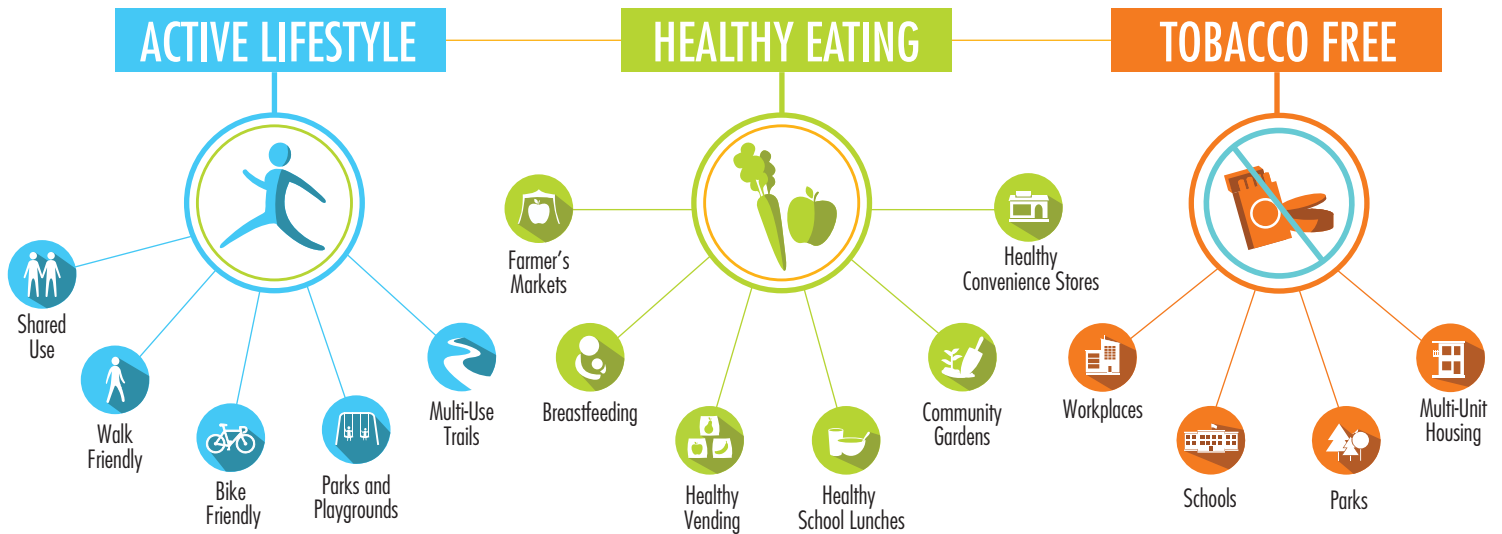 ACTIVE LIFESTYLE
HEALTHY EATING
TOBACCO FREE
Shared
Use
Walk
Friendly
Bike
Friendly
Parks and
Playgrounds
Multi-Use
Trails
Farmer's
Markets
Breastfeeding
Healthy
Vending
Healthy
School Lunches
Community
Gardens
Healthy
Convenience Stores
Workplaces
Schools
Parks
Multi-Unit
Housing